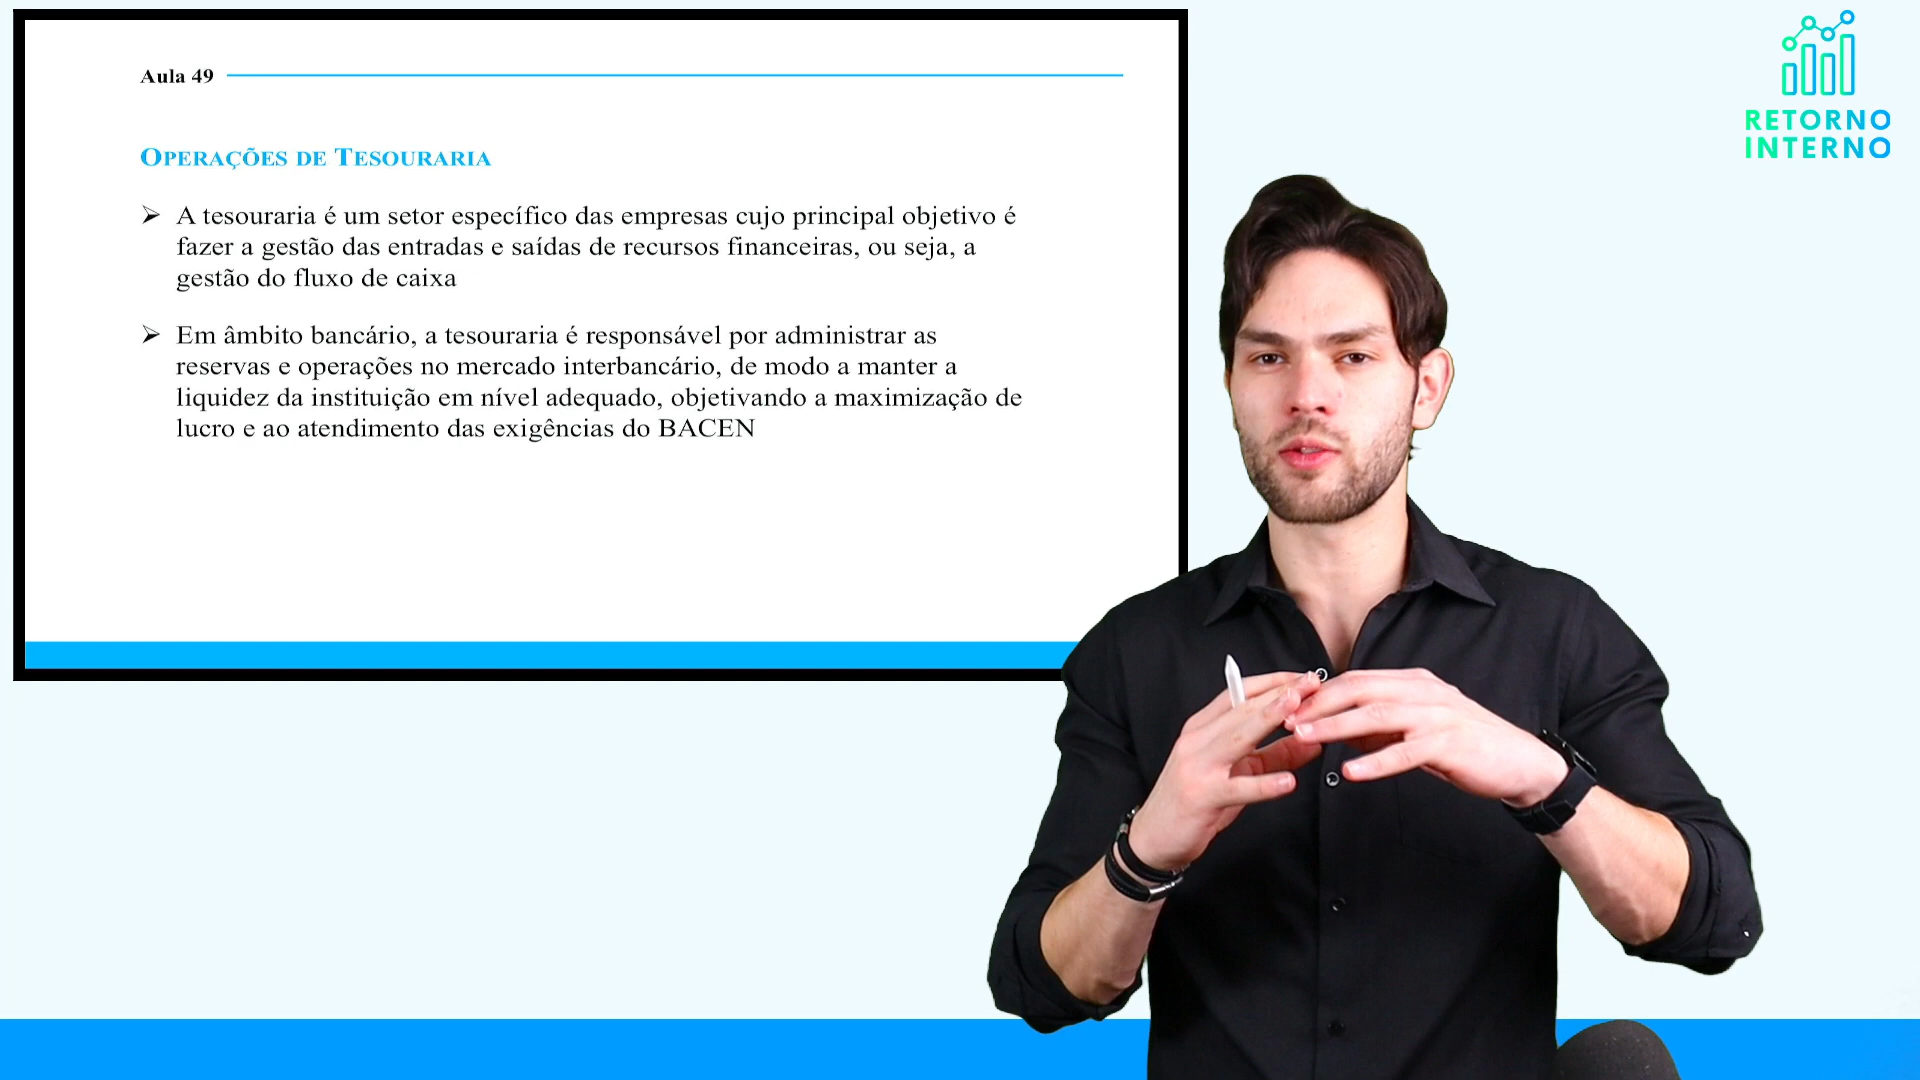 Aula 49
OPERAÇÕES DE TESOURARIA
A tesouraria é um setor específico das empresas cujo principal objetivo é
fazer a gestão das entradas e saídas de recursos financeiras, ou seja, a
gestão do fluxo de caixa
Em âmbito bancário, a tesouraria é responsável por administrar as
reservas e operações no mercado interbancário, de modo a manter a
liquidez da instituição em nível adequado, objetivando a maximização de
lucro e ao atendimento das exigências do BACEN
RETORNO
INTERNO